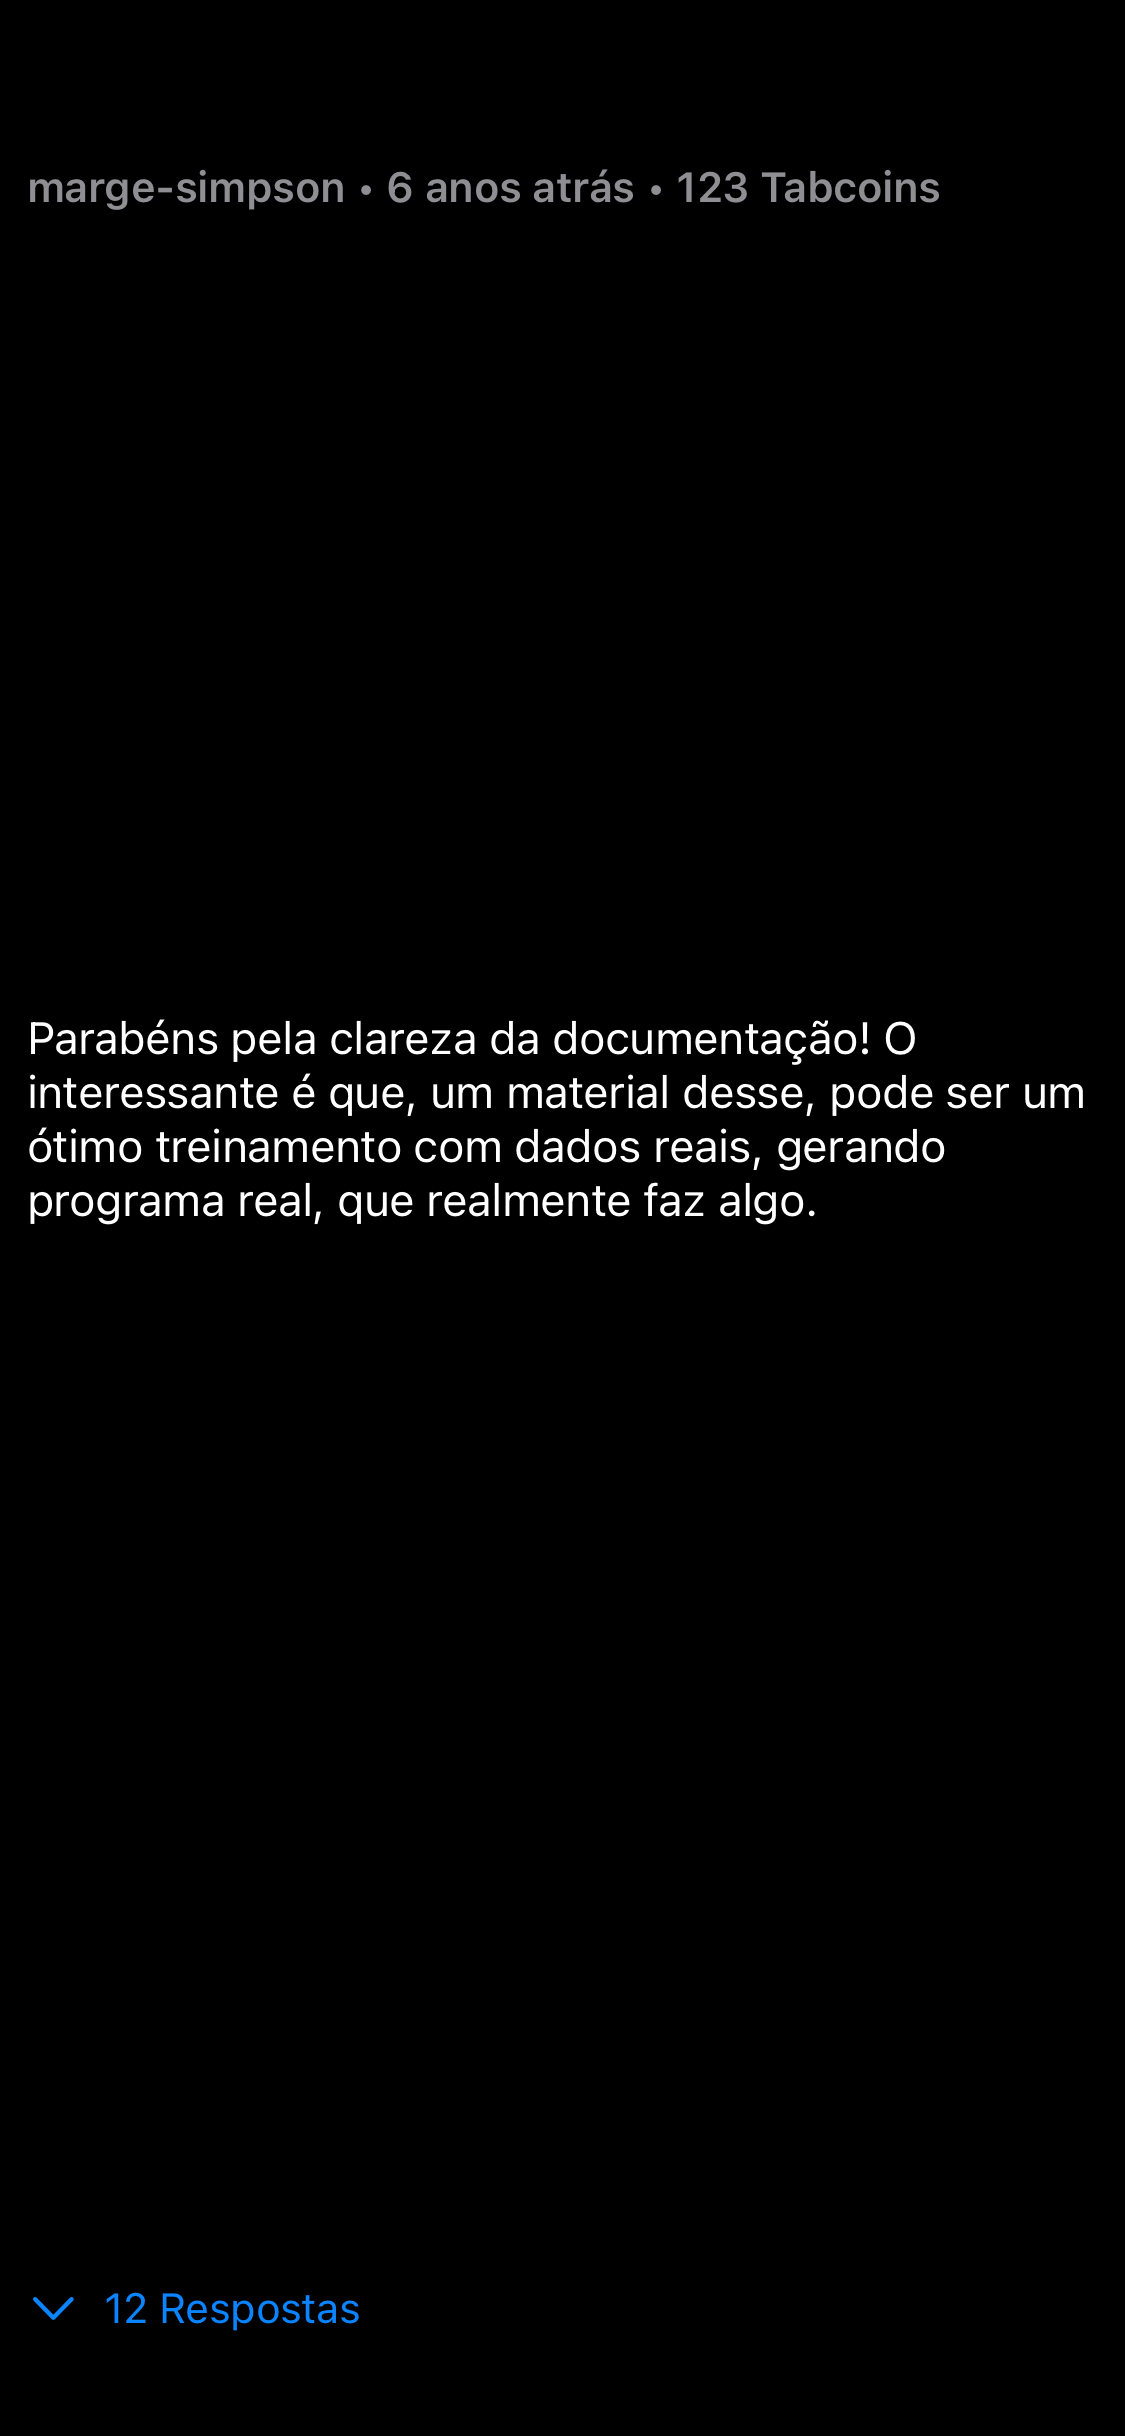 marge-simpson • 6 anos atrás • 123 Tabcoins
Parabéns pela clareza da documentação! O
interessante é que, um material desse, pode ser um
ótimo treinamento com dados reais, gerando
programa real, que realmente faz algo.
12 Respostas